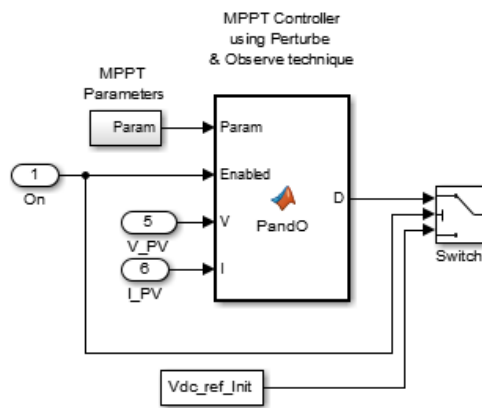 MPPT Controller
using Perturbe
& Observe technique
MPPT
Parameters
Param
Param
1
On
Enabled
D
5
V_PV
V
PandO
6
I_PV
I
Switch
Vdc_ref_Init